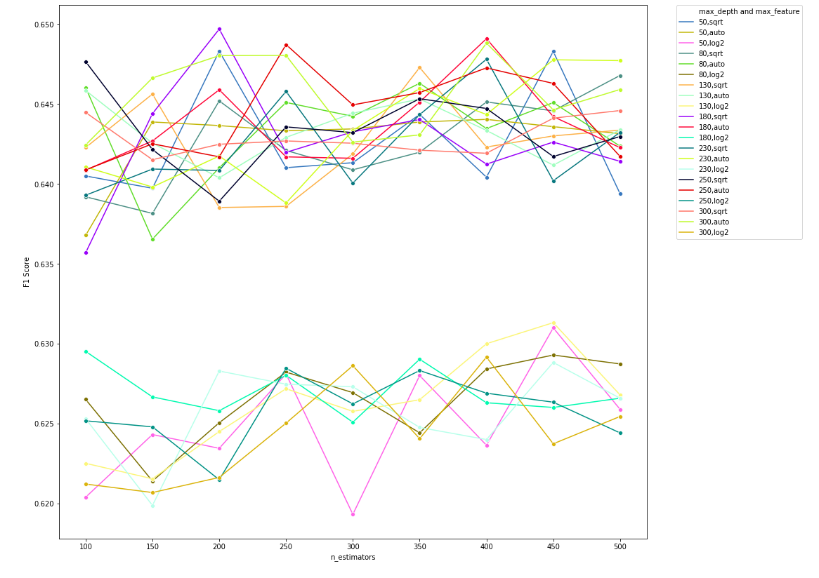 max_depth and max_feature
50,sqrt
50,auto
50,log2
80,sqrt
80,auto
80,log2
130,sqrt
130,auto
130,log2
180,sqrt
180,auto
180,log2
230,sqrt
230,auto
230,log2
250,sqrt
250,auto
250,log2
300,sqrt
300,auto
300,log2
0.650
0.645
0.640
0.635
0.630
0.625
0.620
F1 Score
100 150 200 250 300 350 400 450 500
n_estimators